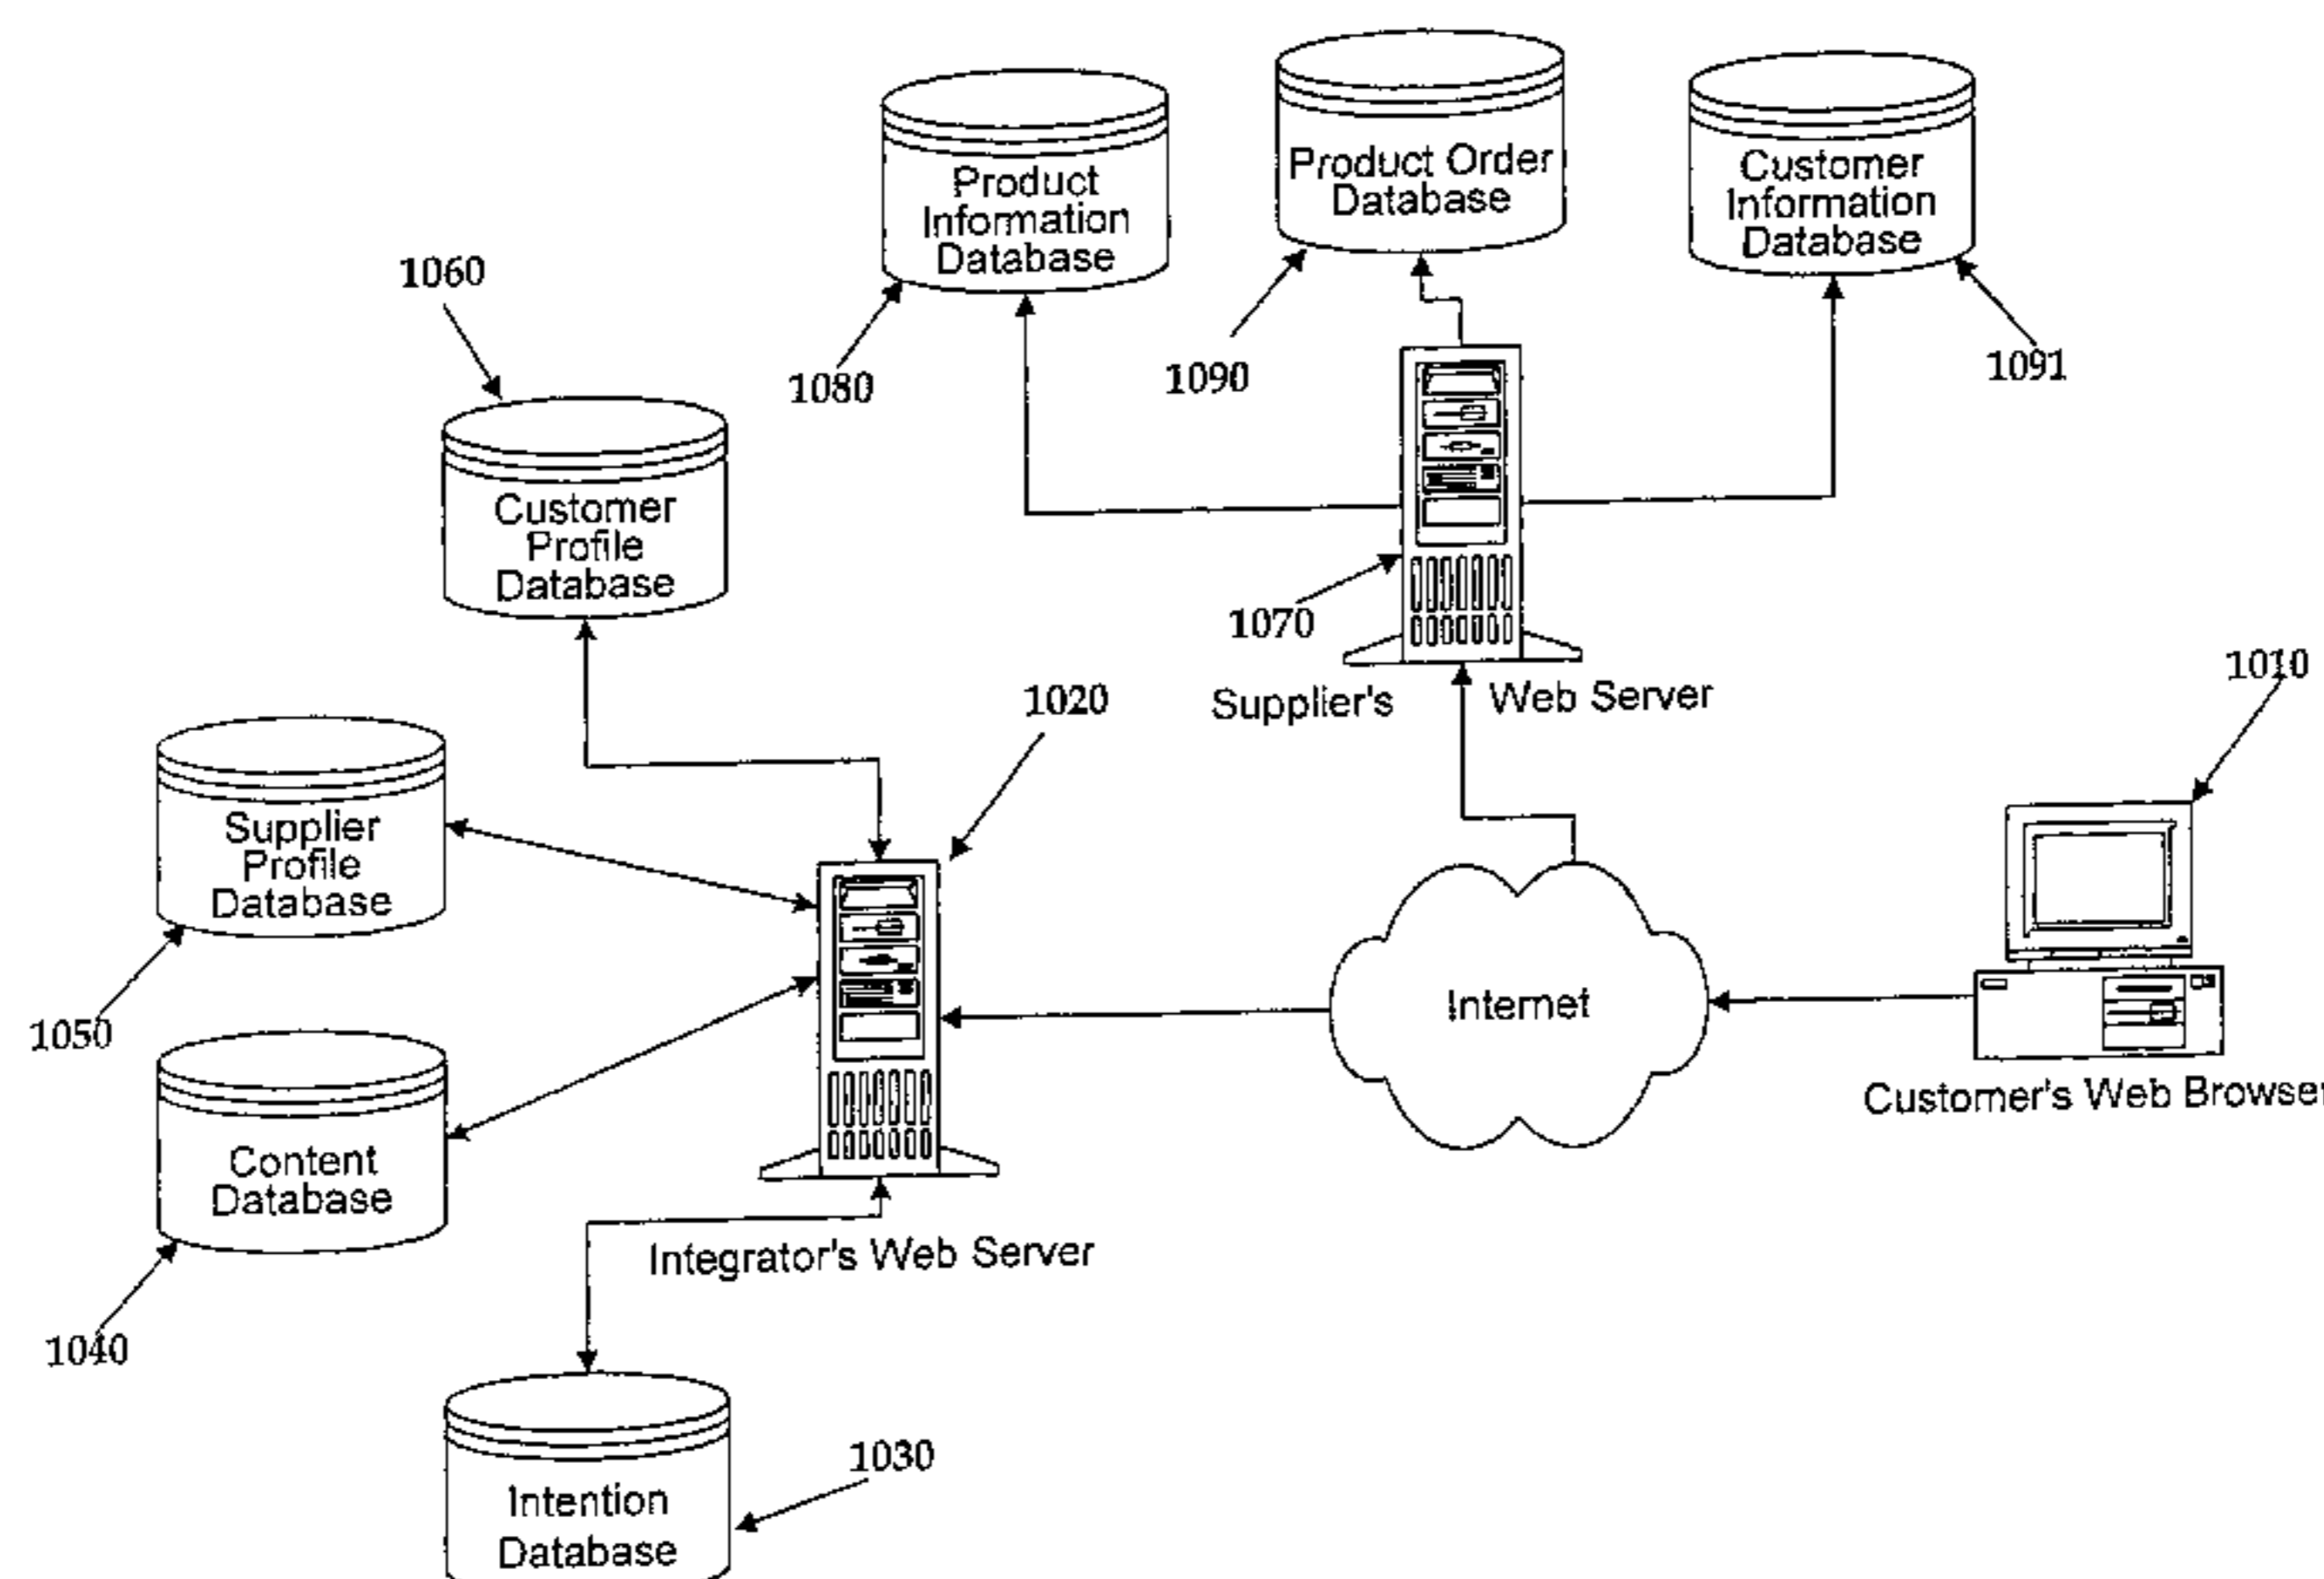 Product Order
Database
Customer
Information
Database
Product
Information
Database
1060
1080
1090
1091
Customer
Profile
Database
1070
1010
1020
Supplier's Web Server
Supplier
Profile
Database
Internet
1050
Customer's Web Browser
Content
Database
Integrator's Web Server
1040
1030
Intention
Database